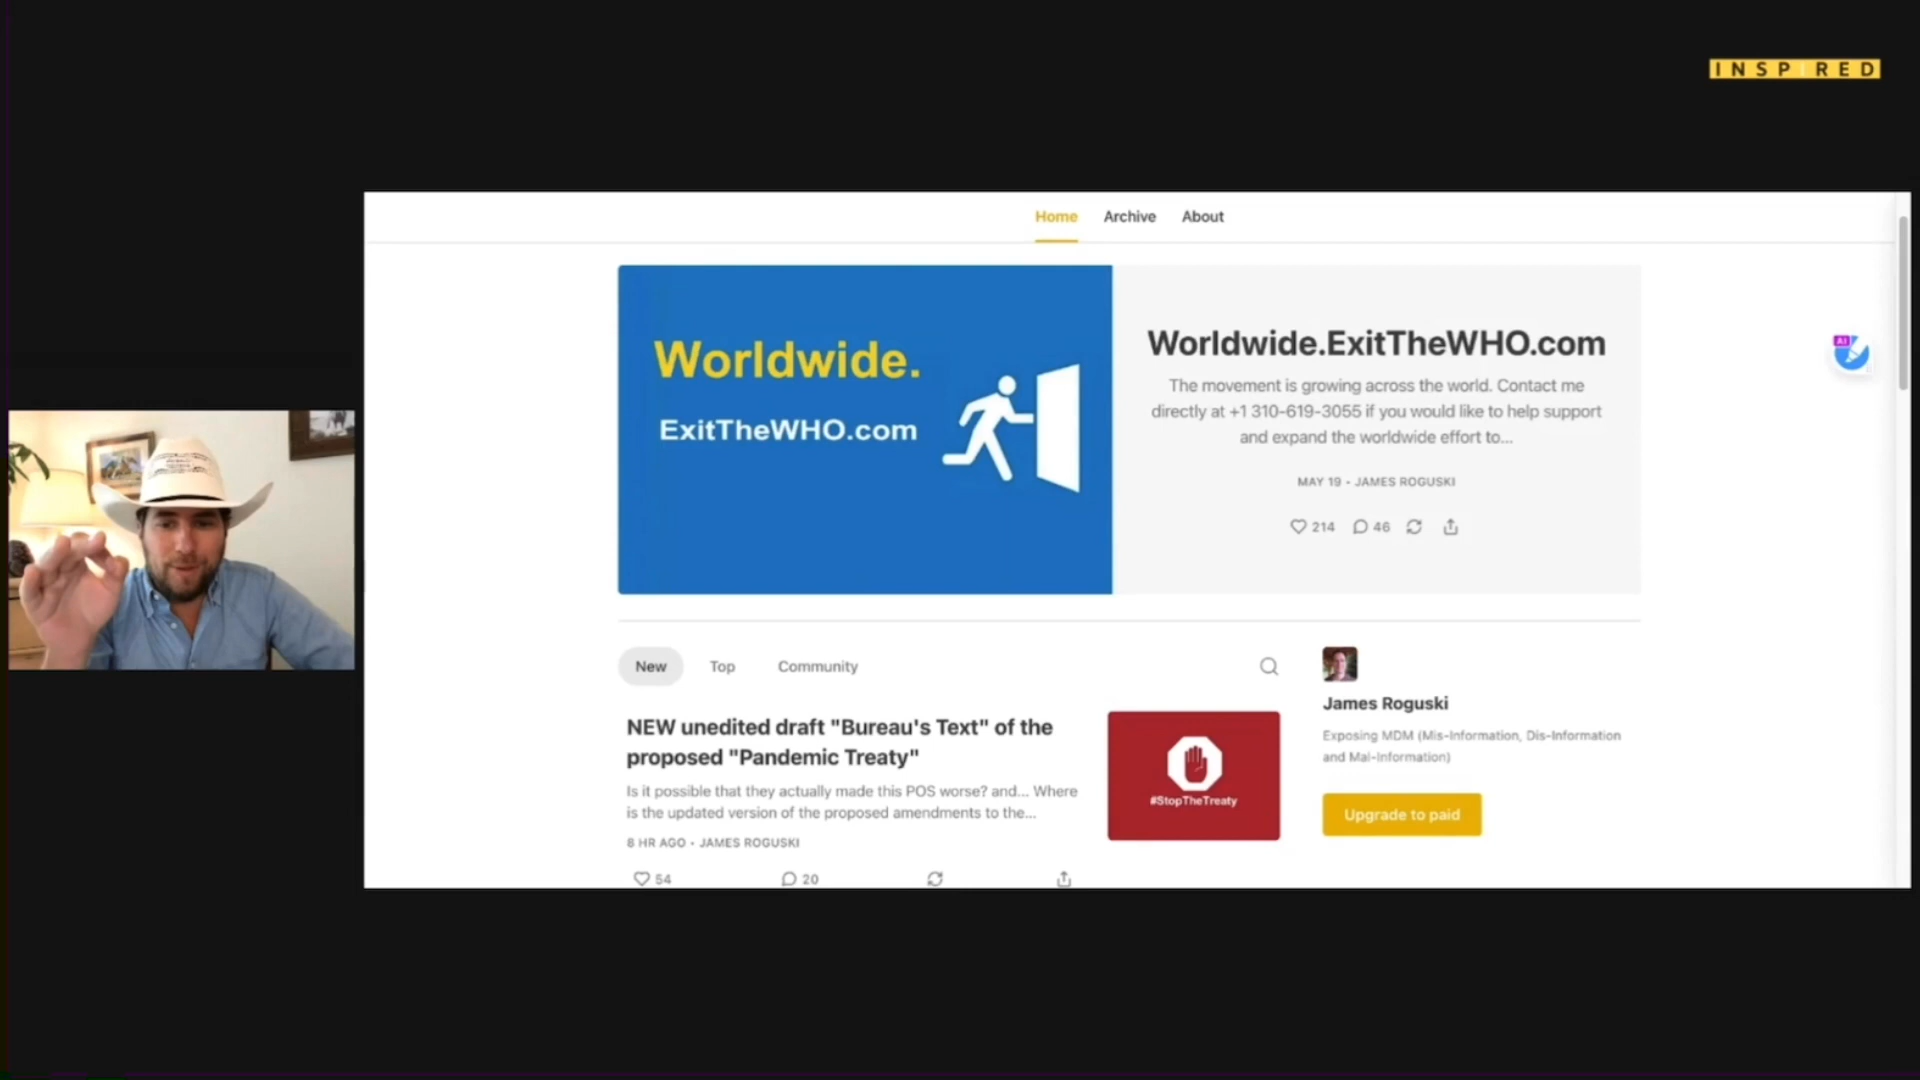 INSPIRED
Home Archive About
Worldwide.
ExitTheWHO.com
Worldwide.ExitTheWHO.com
The movement is growing across the world. Contact me
directly at +1 310-619-3055 if you would like to help support
and expand the worldwide effort to...
MAY 19 • JAMES ROGUSKI
214 46
AI
New Top Community
NEW unedited draft "Bureau's Text" of the
proposed "Pandemic Treaty"
Is it possible that they actually made this POS worse? and... Where
is the updated version of the proposed amendments to the...
8 HR AGO • JAMES ROGUSKI
54 20
#StopTheTreaty
James Roguski
Exposing MDM (Mis-Information, Dis-Information
and Mal-Information)
Upgrade to paid